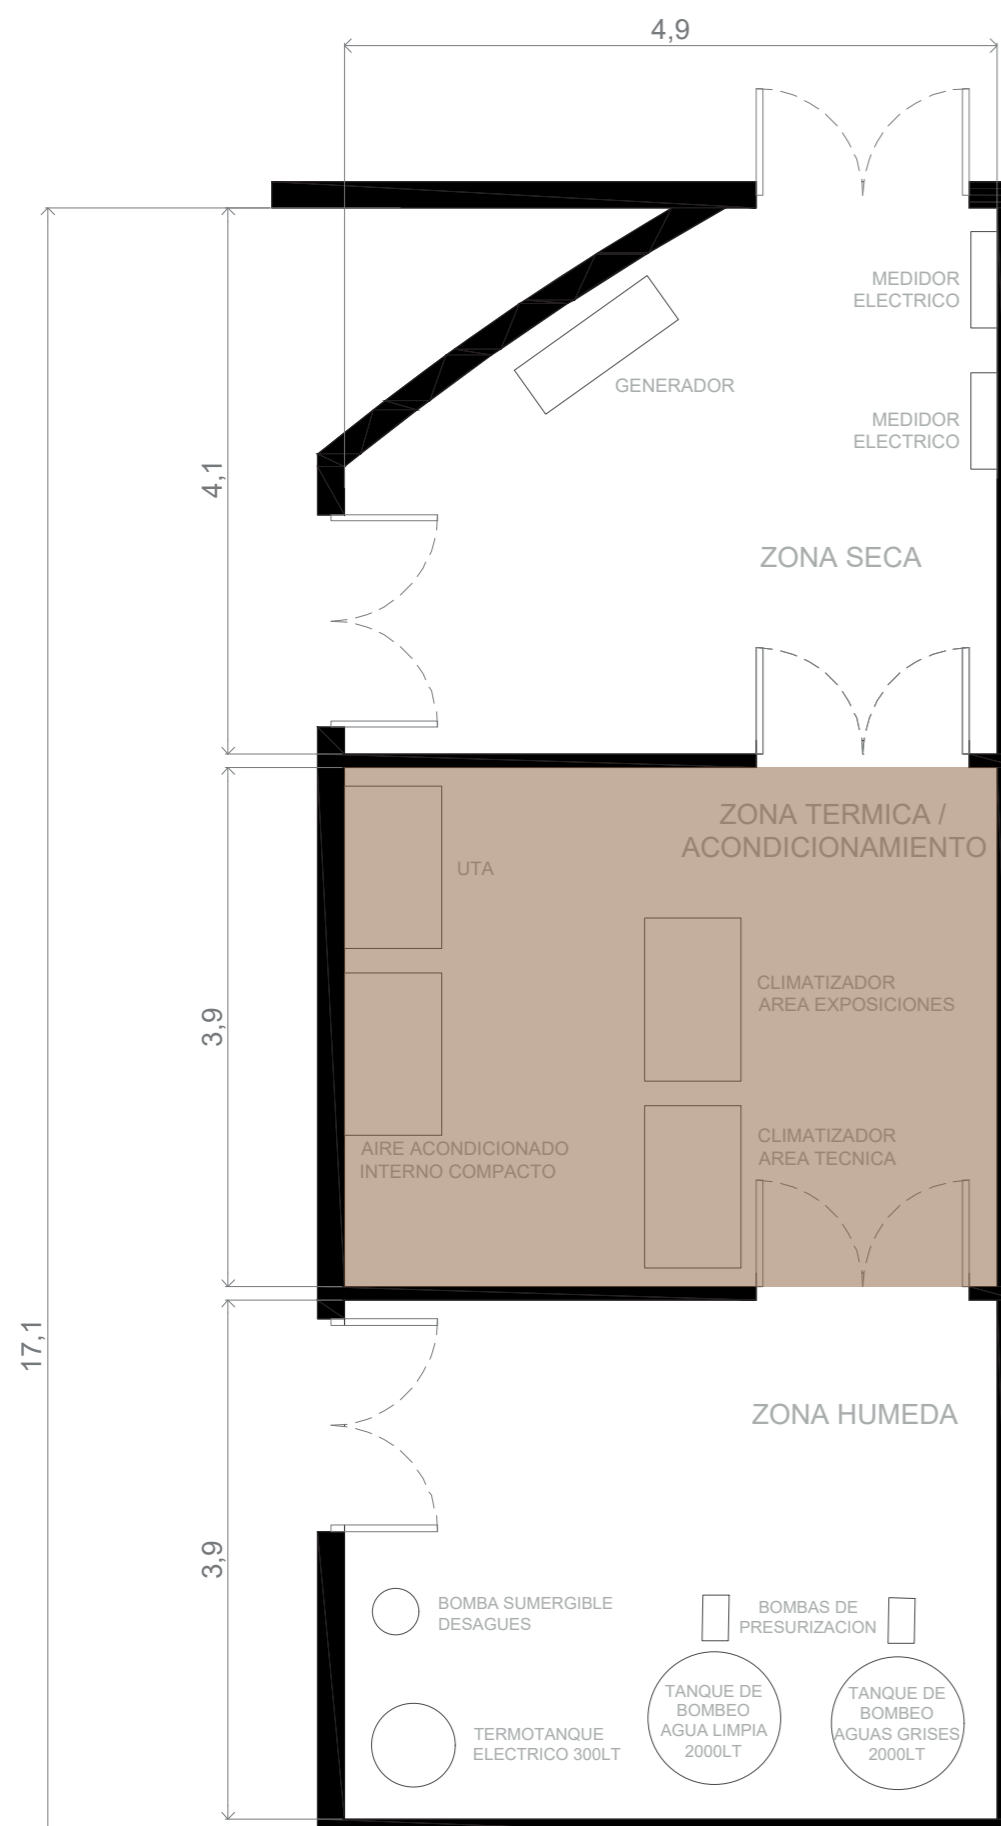 4,9
MEDIDOR
ELECTRICO
GENERADOR
MEDIDOR
ELECTRICO
4,1
ZONA SECA
ZONA TERMICA /
ACONDICIONAMIENTO
UTA
CLIMATIZADOR
AREA EXPOSICIONES
3,9
AIRE ACONDICIONADO
INTERNO COMPACTO
CLIMATIZADOR
AREA TECNICA
17,1
ZONA HUMEDA
3,9
BOMBA SUMERGIBLE
DESAGUES
BOMBAS DE
PRESURIZACION
TERMOTANQUE
ELECTRICO 300LT
TANQUE DE
BOMBEO
AGUA LIMPIA
2000LT
TANQUE DE
BOMBEO
AGUAS GRISES
2000LT